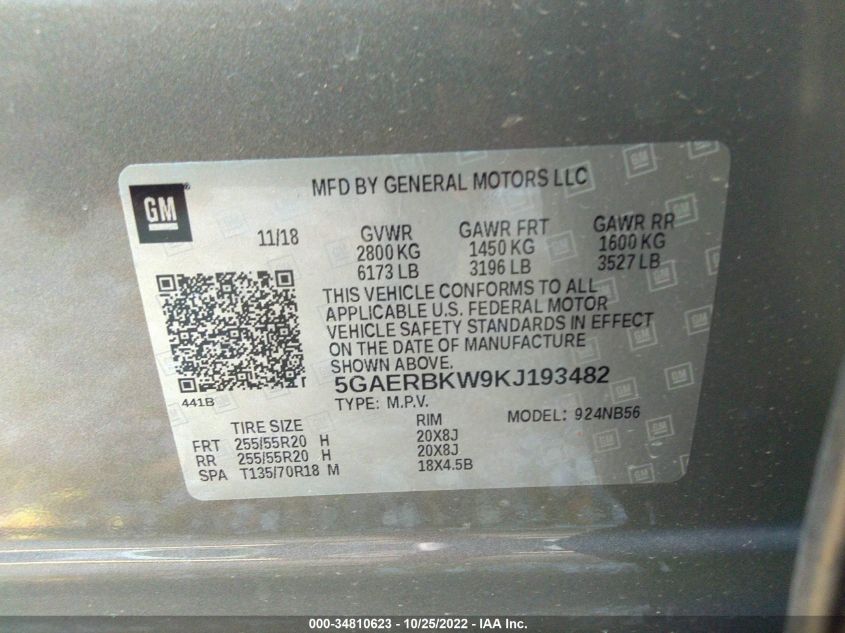 MFD BY GENERAL MOTORS LLC
GM®
11/18 GVWR GAWR FRT GAWR RR
2800 KG 1450 KG 1600 KG
6173 LB 3196 LB 3527 LB
THIS VEHICLE CONFORMS TO ALL
APPLICABLE U.S. FEDERAL MOTOR
VEHICLE SAFETY STANDARDS IN EFFECT
ON THE DATE OF MANUFACTURE
SHOWN ABOVE.
441B
5GAERBKW9KJ193482
TYPE: M.P.V. MODEL: 924NB56
TIRE SIZE RIM
FRT 255/55R20 H 20X8J
RR 255/55R20 H 20X8J
SPA T135/70R18 M 18X4.5B
000-34810623 - 10/25/2022 - IAA Inc.